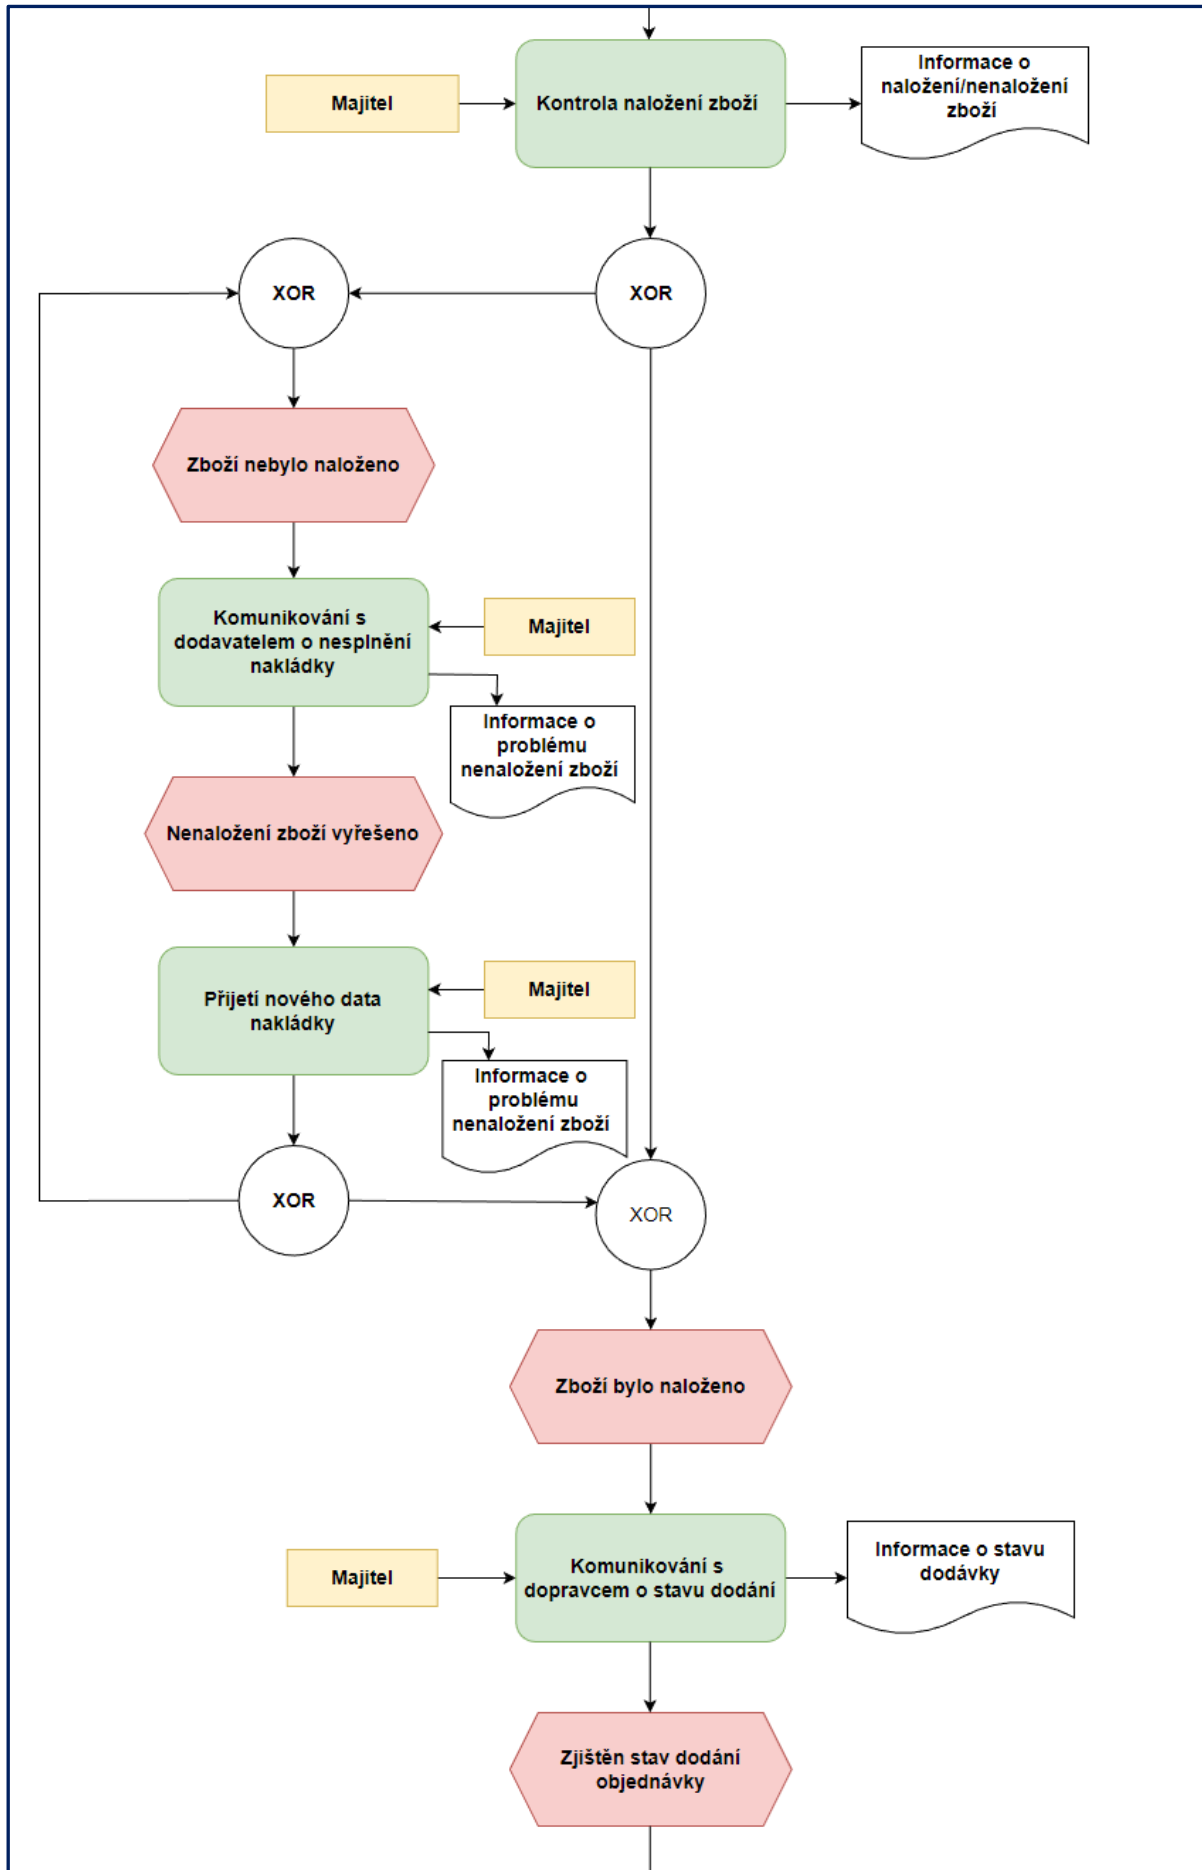 Majitel
Kontrola naložení zboží
Informace o
naložení/nenaložení
zboží
XOR
XOR
Zboží nebylo naloženo
Komunikování s
dodavatelem o nesplnění
nakládky
Majitel
Informace o
problému
nenaložení zboží
Nenaložení zboží vyřešeno
Přijetí nového data
nakládky
Majitel
Informace o
problému
nenaložení zboží
XOR
XOR
Zboží bylo naloženo
Majitel
Komunikování s
dopravcem o stavu dodání
Informace o stavu
dodávky
Zjištěn stav dodání
objednávky